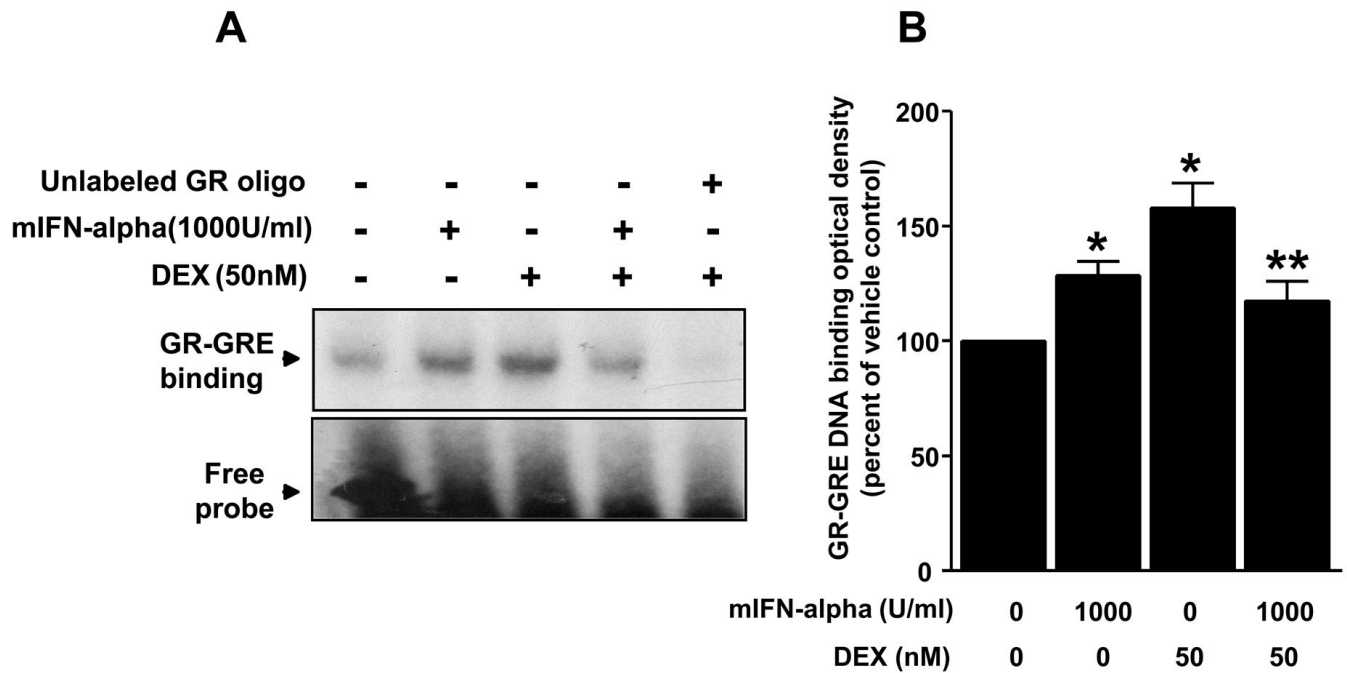 A
Unlabeled GR oligo - - - - +
mIFN-alpha(1000U/ml) - + - + -
DEX (50nM) - - + + +
GR-GRE
binding
Free
probe
B
GR-GRE DNA binding optical density
(percent of vehicle control)
200
150
100
50
0
*
*
**
mIFN-alpha (U/ml) 0 1000 0 1000
DEX (nM) 0 0 50 50